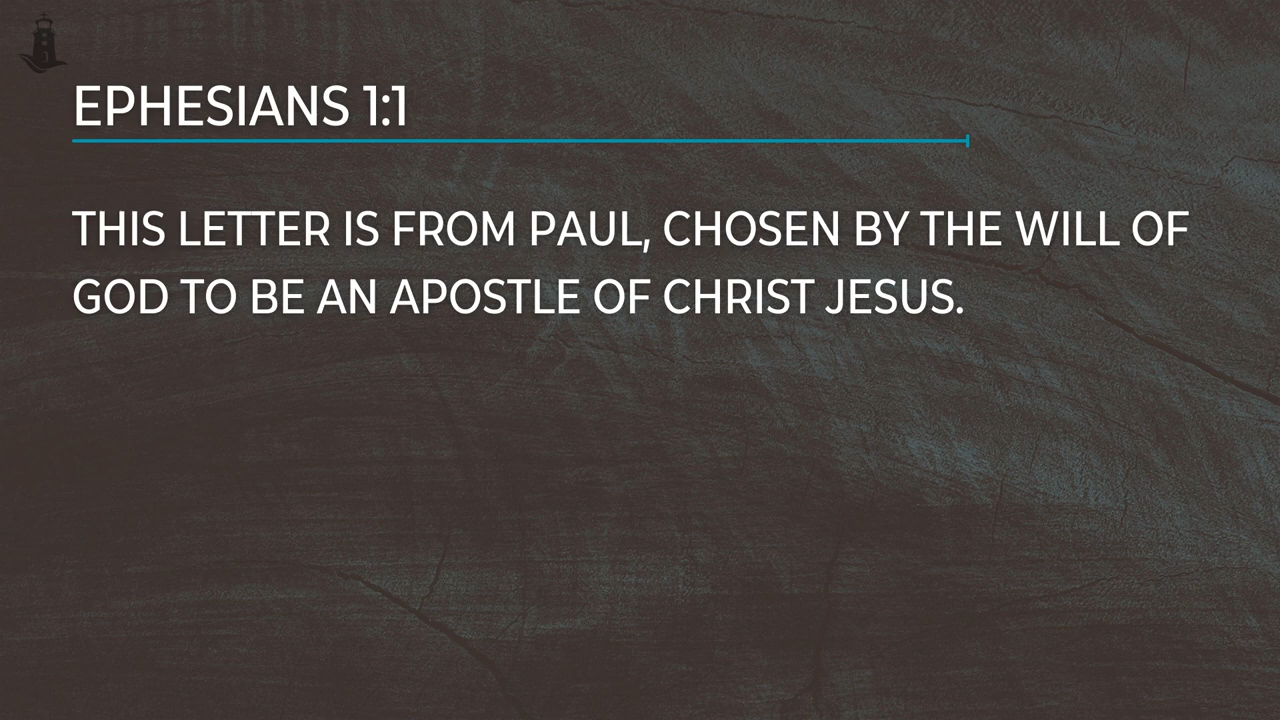 EPHESIANS 1:1
THIS LETTER IS FROM PAUL, CHOSEN BY THE WILL OF
GOD TO BE AN APOSTLE OF CHRIST JESUS.